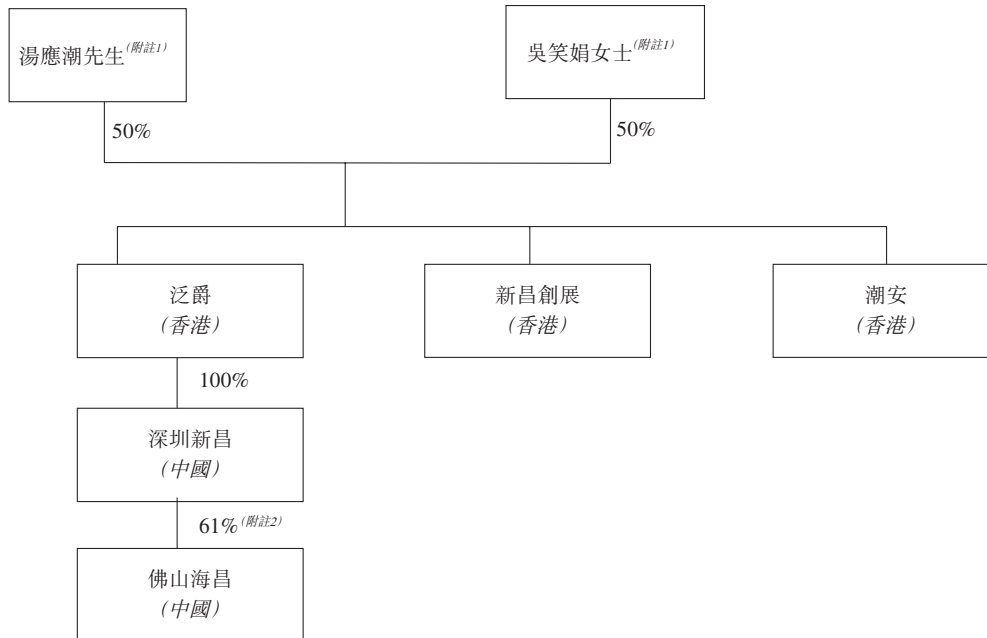 湯應潮先生(附註1)
吳笑娟女士(附註1)
50%
50%
泛爵
(香港)
新昌創展
(香港)
潮安
(香港)
100%
深圳新昌
(中國)
61%(附註2)
佛山海昌
(中國)